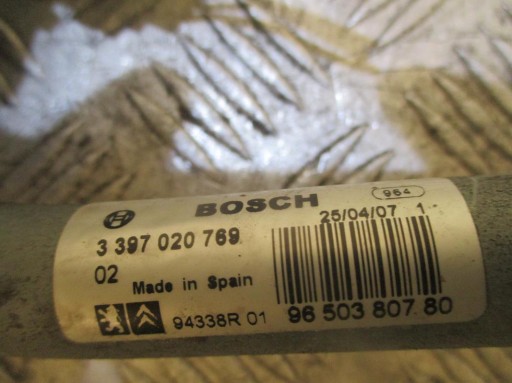 BOSCH 964
25/04/07 1
3 397 020 769
02 Made in Spain
94338R 01 96 503 807 80